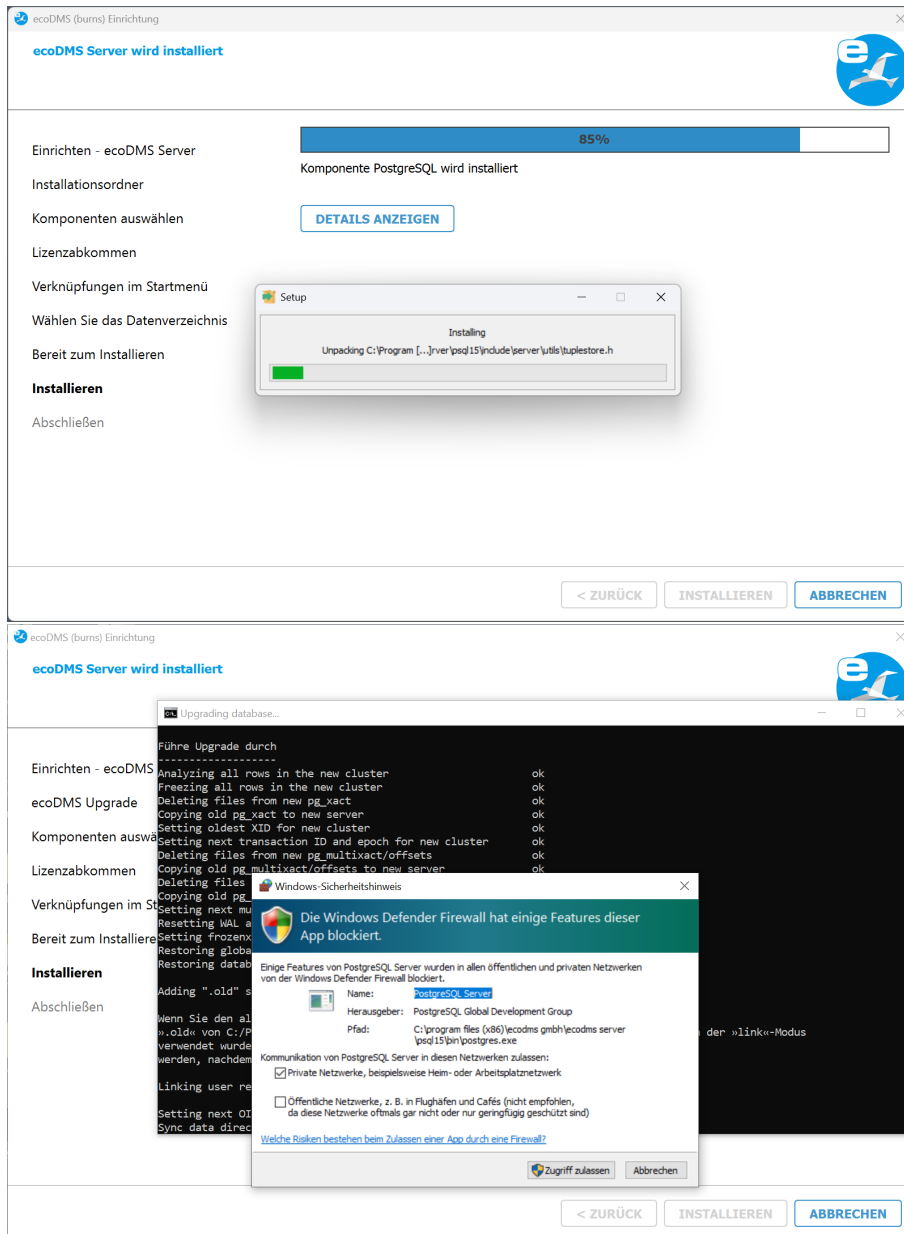 ecoDMS (burns) Einrichtung
ecoDMS Server wird installiert
e
Einrichten - ecoDMS Server
Installationsordner
Komponenten auswählen
Lizenzabkommen
Verknüpfungen im Startmenü
Wählen Sie das Datenverzeichnis
Bereit zum Installieren
Installieren
Abschließen
85%
Komponente PostgreSQL wird installiert
DETAILS ANZEIGEN
Setup
Installing
Unpacking C:\Program [...]rver\psql15\include\server\utils\tuplestore.h
< ZURÜCK
INSTALLIEREN
ABBRECHEN
ecoDMS (burns) Einrichtung
ecoDMS Server wird installiert
e
Einrichten - ecoDMS
ecoDMS Upgrade
Komponenten auswä
Lizenzabkommen
Verknüpfungen im St
Bereit zum Installiere
Installieren
Abschließen
Upgrading database...
Führe Upgrade durch
------------------
Analyzing all rows in the new cluster ok
Freezing all rows in the new cluster ok
Deleting files from new pg_xact ok
Copying old pg_xact to new server ok
Setting oldest XID for new cluster ok
Setting next transaction ID and epoch for new cluster ok
Deleting files from new pg_multixact/offsets ok
Copying old pg_multixact/offsets to new server ok
Deleting files
Copying old pg_
Setting next mu
Resetting WAL a
Setting frozenx
Restoring globa
Restoring datab
Adding ".old" s
Wenn Sie den al
».old« von C:/P der »link«-Modus
verwendet wurde
werden, nachdem
Linking user re
Setting next OI
Sync data direc
Windows-Sicherheitshinweis
Die Windows Defender Firewall hat einige Features dieser
App blockiert.
Einige Features von PostgreSQL Server wurden in allen öffentlichen und privaten Netzwerken
von der Windows Defender Firewall blockiert.
Name: PostgreSQL Server
Herausgeber: PostgreSQL Global Development Group
Pfad: C:\program files (x86)\ecodms gmbh\ecodms server
\psql15\bin\postgres.exe
Kommunikation von PostgreSQL Server in diesen Netzwerken zulassen:
Private Netzwerke, beispielsweise Heim- oder Arbeitsplatznetzwerk
Öffentliche Netzwerke, z. B. in Flughäfen und Cafés (nicht empfohlen,
da diese Netzwerke oftmals gar nicht oder nur geringfügig geschützt sind)
Welche Risiken bestehen beim Zulassen einer App durch eine Firewall?
Zugriff zulassen
Abbrechen
< ZURÜCK
INSTALLIEREN
ABBRECHEN